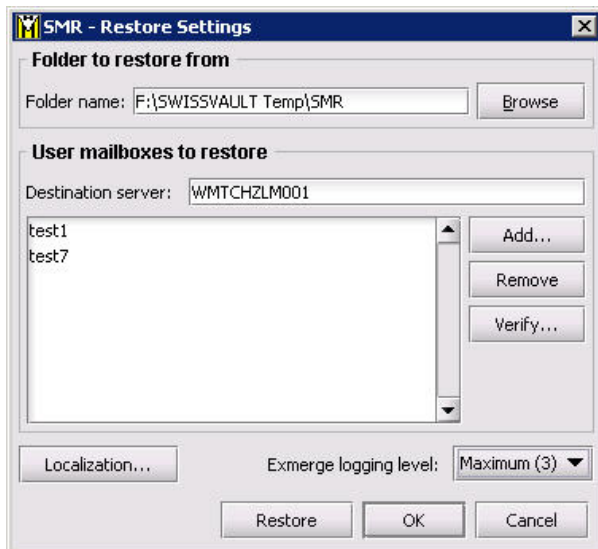 SMR - Restore Settings
Folder to restore from
Folder name: F:\SWISSVAULT Temp\SMR Browse
User mailboxes to restore
Destination server: WMTCHZLM001
test1
test7
Add...
Remove
Verify...
Localization... Exmerge logging level: Maximum (3)
Restore OK Cancel